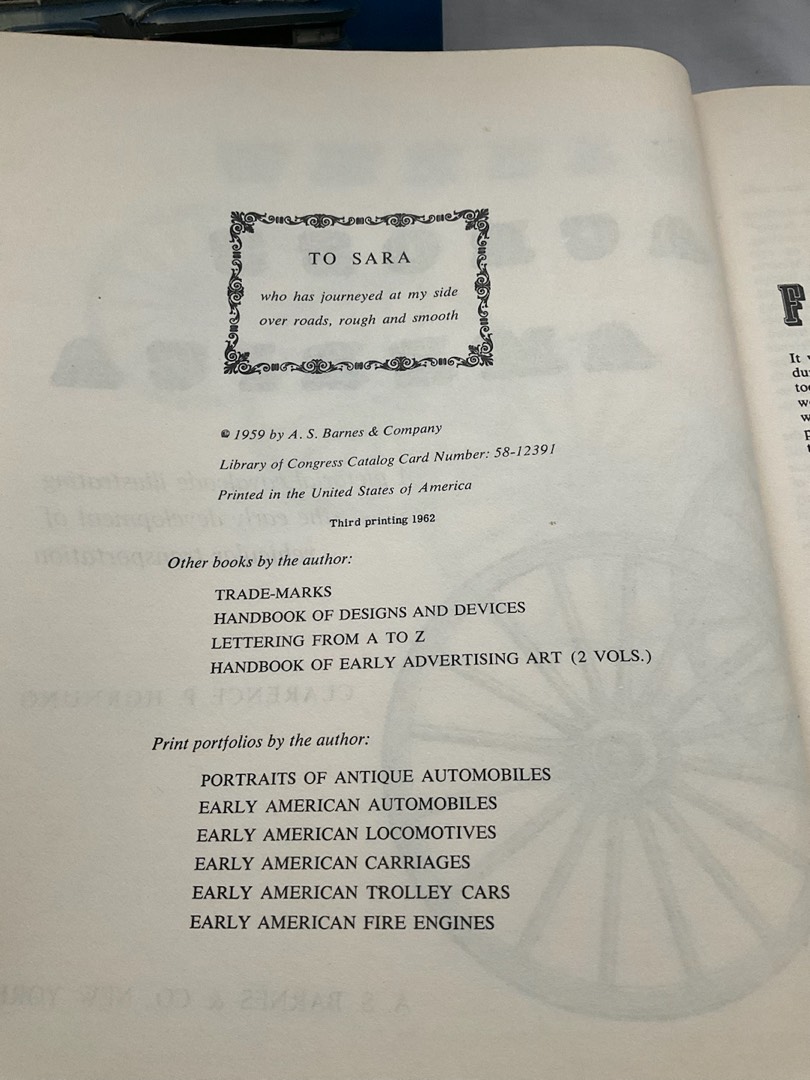 TO SARA
who has journeyed at my side
over roads, rough and smooth
© 1959 by A. S. Barnes & Company
Library of Congress Catalog Card Number: 58-12391
Printed in the United States of America
Third printing 1962
Other books by the author:
TRADE-MARKS
HANDBOOK OF DESIGNS AND DEVICES
LETTERING FROM A TO Z
HANDBOOK OF EARLY ADVERTISING ART (2 VOLS.)
Print portfolios by the author:
PORTRAITS OF ANTIQUE AUTOMOBILES
EARLY AMERICAN AUTOMOBILES
EARLY AMERICAN LOCOMOTIVES
EARLY AMERICAN CARRIAGES
EARLY AMERICAN TROLLEY CARS
EARLY AMERICAN FIRE ENGINES
F
It